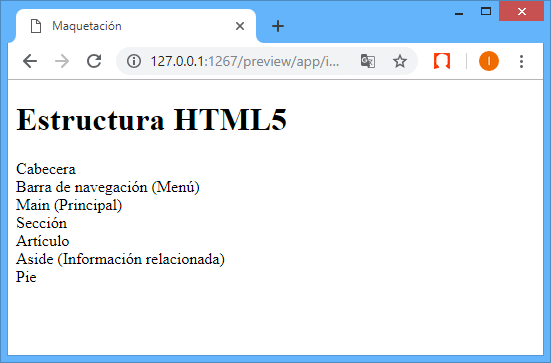 Maquetación
127.0.0.1:1267/preview/app/i...
I
Estructura HTML5
Cabecera
Barra de navegación (Menú)
Main (Principal)
Sección
Artículo
Aside (Información relacionada)
Pie